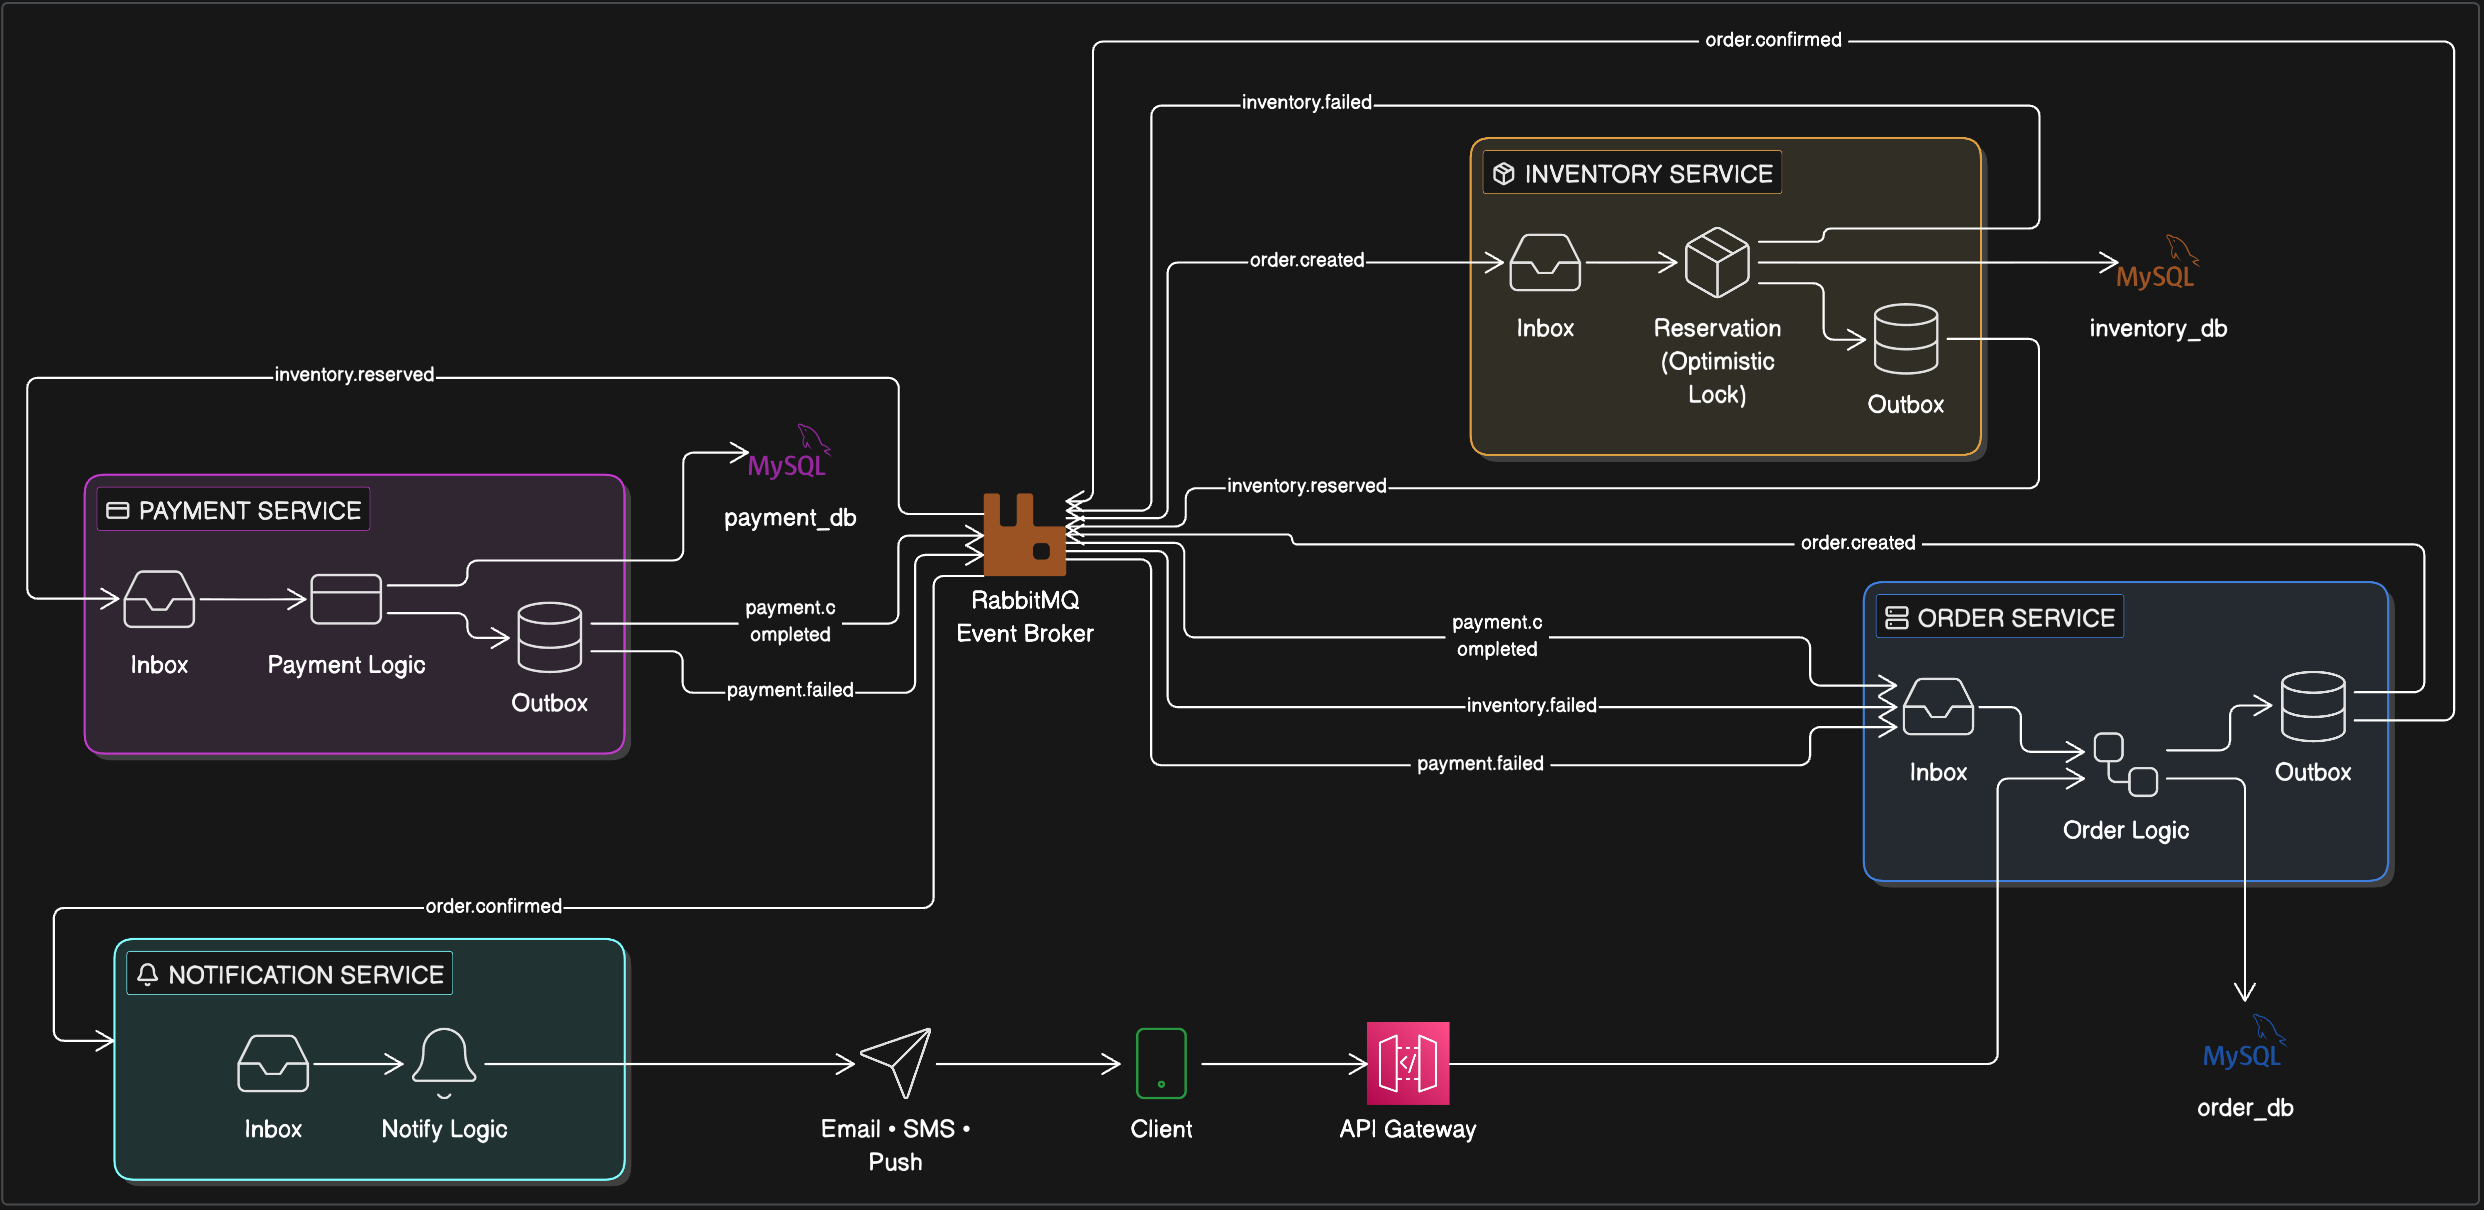 order.confirmed
inventory.failed
INVENTORY SERVICE
order.created
Inbox
Reservation
(Optimistic
Lock)
Outbox
MySQL
inventory_db
inventory.reserved
inventory.reserved
MySQL
payment_db
PAYMENT SERVICE
Inbox
Payment Logic
Outbox
payment.c
ompleted
payment.failed
RabbitMQ
Event Broker
order.created
payment.c
ompleted
inventory.failed
payment.failed
ORDER SERVICE
Inbox
Order Logic
Outbox
order.confirmed
NOTIFICATION SERVICE
Inbox
Notify Logic
Email • SMS •
Push
Client
</>
API Gateway
MySQL
order_db